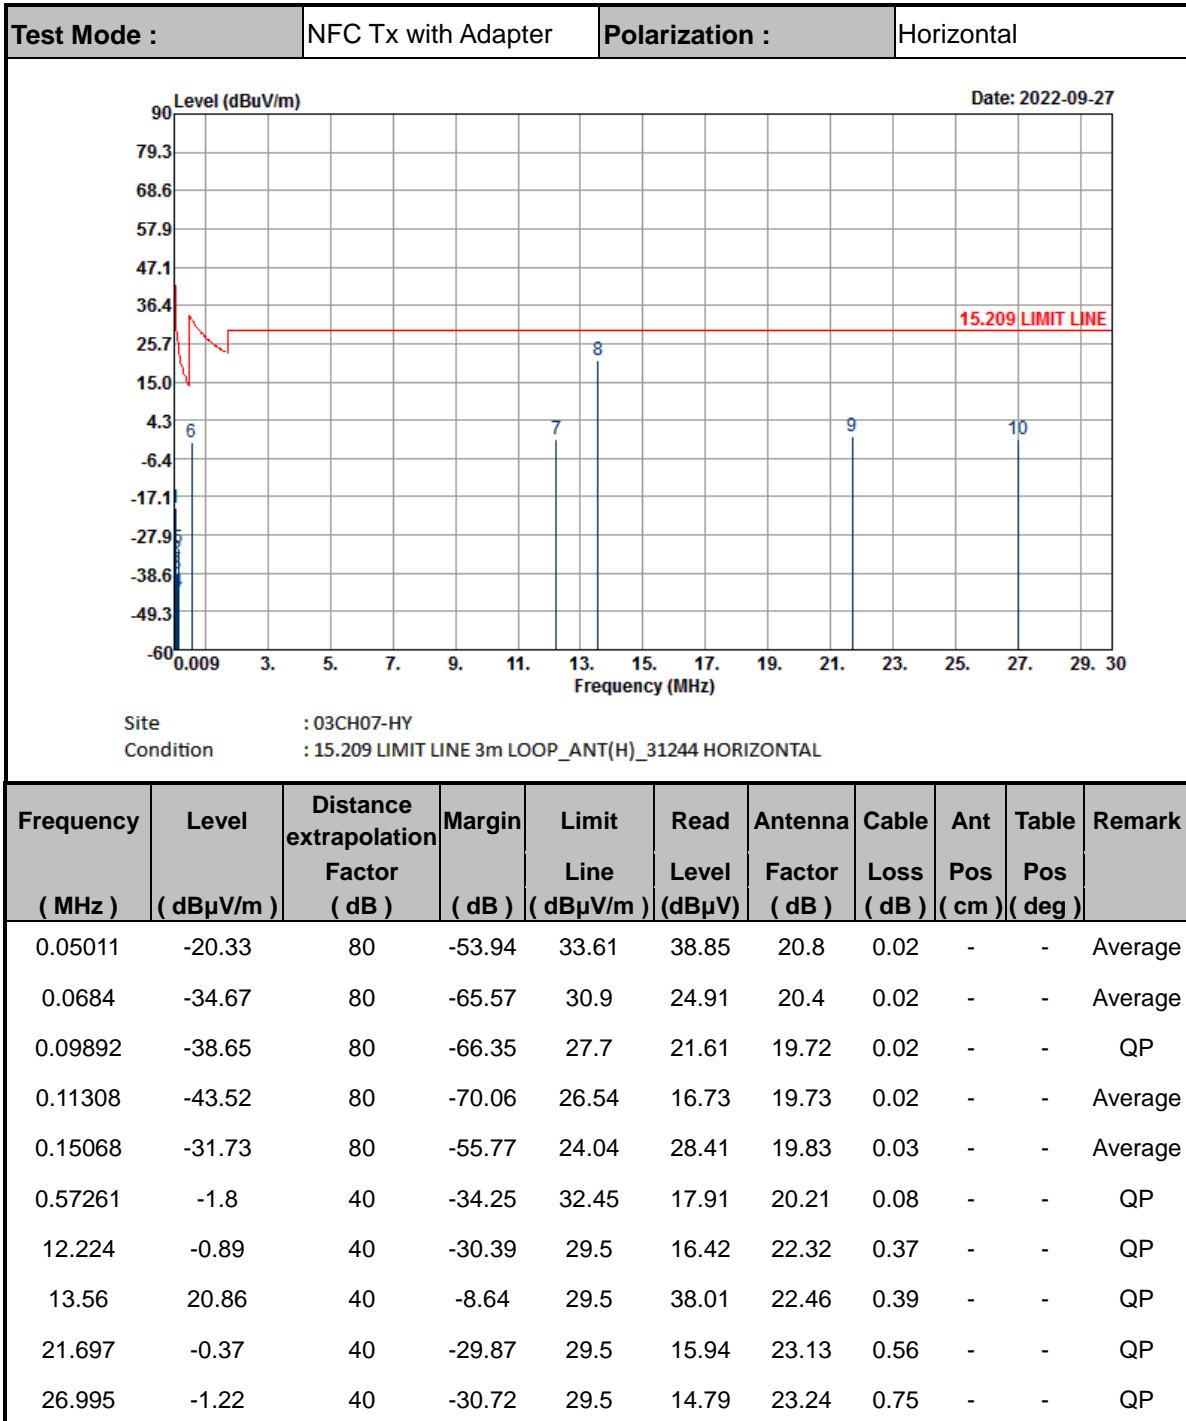 Test Mode : NFC Tx with Adapter Polarization : Horizontal
Level (dBuV/m) Date: 2022-09-27
90
79.3
68.6
57.9
47.1
36.4
15.209 LIMIT LINE
25.7
8
15.0
4.3
6 7 9 10
-6.4
-17.1
-27.9
-38.6
-49.3
-60
0.009 3. 5. 7. 9. 11. 13. 15. 17. 19. 21. 23. 25. 27. 29. 30
Frequency (MHz)
Site : 03CH07-HY
Condition : 15.209 LIMIT LINE 3m LOOP_ANT(H)_31244 HORIZONTAL
Frequency Level Distance extrapolation Margin Limit Read Antenna Cable Ant Table Remark
Factor Line Level Factor Loss Pos Pos
( MHz ) ( dBµV/m ) ( dB ) ( dB ) ( dBµV/m ) (dBµV) ( dB ) ( dB ) ( cm ) ( deg )
0.05011 -20.33 80 -53.94 33.61 38.85 20.8 0.02 - - Average
0.0684 -34.67 80 -65.57 30.9 24.91 20.4 0.02 - - Average
0.09892 -38.65 80 -66.35 27.7 21.61 19.72 0.02 - - QP
0.11308 -43.52 80 -70.06 26.54 16.73 19.73 0.02 - - Average
0.15068 -31.73 80 -55.77 24.04 28.41 19.83 0.03 - - Average
0.57261 -1.8 40 -34.25 32.45 17.91 20.21 0.08 - - QP
12.224 -0.89 40 -30.39 29.5 16.42 22.32 0.37 - - QP
13.56 20.86 40 -8.64 29.5 38.01 22.46 0.39 - - QP
21.697 -0.37 40 -29.87 29.5 15.94 23.13 0.56 - - QP
26.995 -1.22 40 -30.72 29.5 14.79 23.24 0.75 - - QP